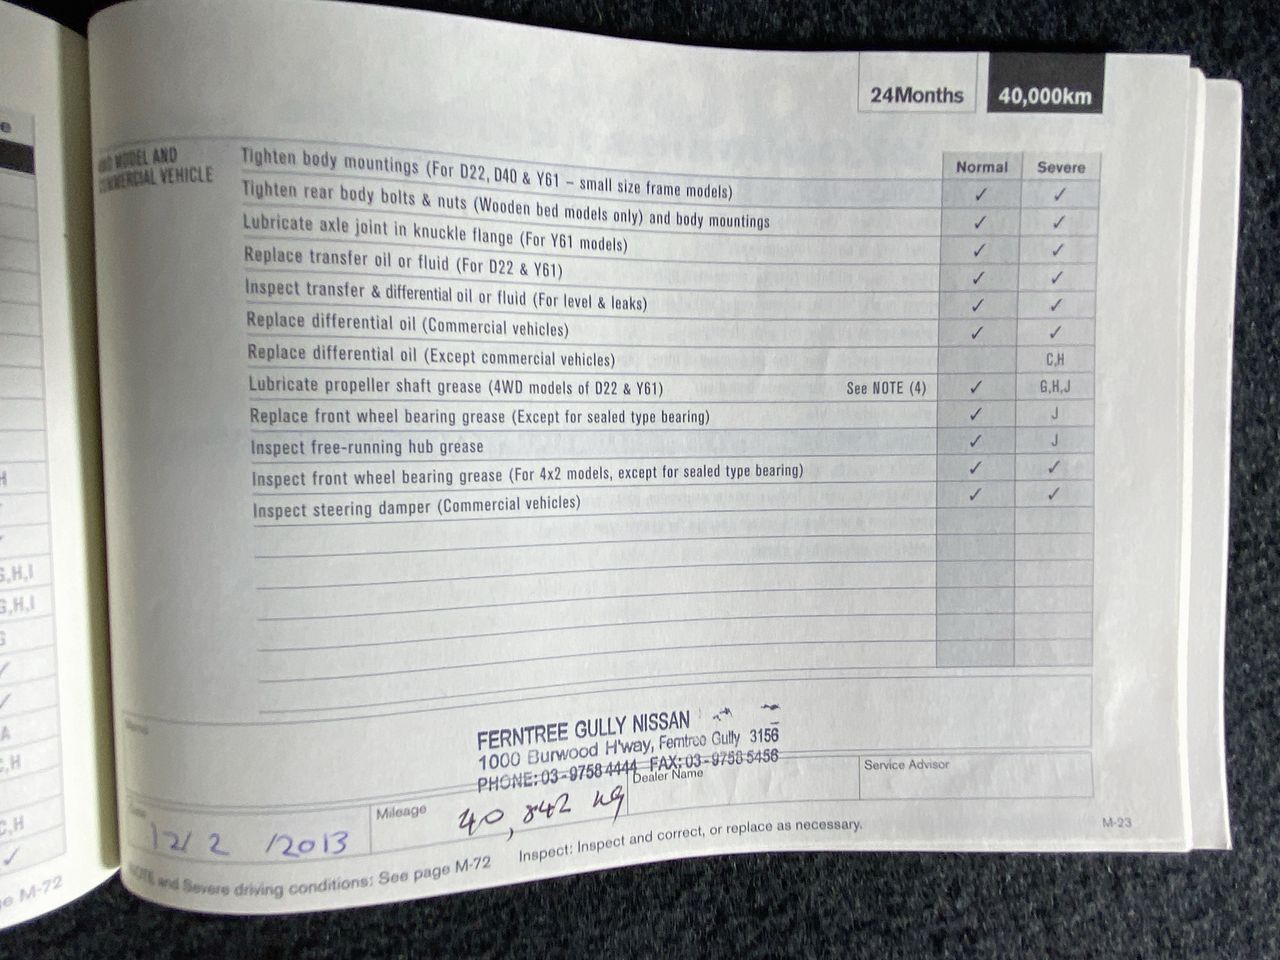 24Months 40,000km
MODEL AND
COMMERCIAL VEHICLE
Normal Severe
Tighten body mountings (For D22, D40 & Y61 – small size frame models) ✓ ✓
Tighten rear body bolts & nuts (Wooden bed models only) and body mountings ✓ ✓
Lubricate axle joint in knuckle flange (For Y61 models) ✓ ✓
Replace transfer oil or fluid (For D22 & Y61) ✓ ✓
Inspect transfer & differential oil or fluid (For level & leaks) ✓ ✓
Replace differential oil (Commercial vehicles) ✓ ✓
Replace differential oil (Except commercial vehicles) C,H
Lubricate propeller shaft grease (4WD models of D22 & Y61) See NOTE (4) ✓ G,H,J
Replace front wheel bearing grease (Except for sealed type bearing) ✓ J
Inspect free-running hub grease ✓ J
Inspect front wheel bearing grease (For 4x2 models, except for sealed type bearing) ✓ ✓
Inspect steering damper (Commercial vehicles) ✓ ✓
FERNTREE GULLY NISSAN
1000 Burwood H'way, Ferntree Gully 3156
PHONE: 03-9758 4444 FAX: 03-9758 5456
Dealer Name
Service Advisor
Mileage
12/2/2013
40,842 kg
NOTE and Severe driving conditions: See page M-72
Inspect: Inspect and correct, or replace as necessary.
M-23
e
H
G,H,I
G,H,I
G
✓
✓
A
C,H
C,H
✓
M-72